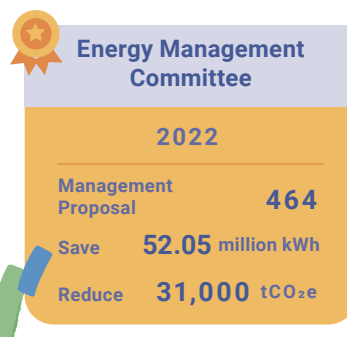 Energy Management
Committee
2022
Management
Proposal 464
Save 52.05 million kWh
Reduce 31,000 tCO₂e